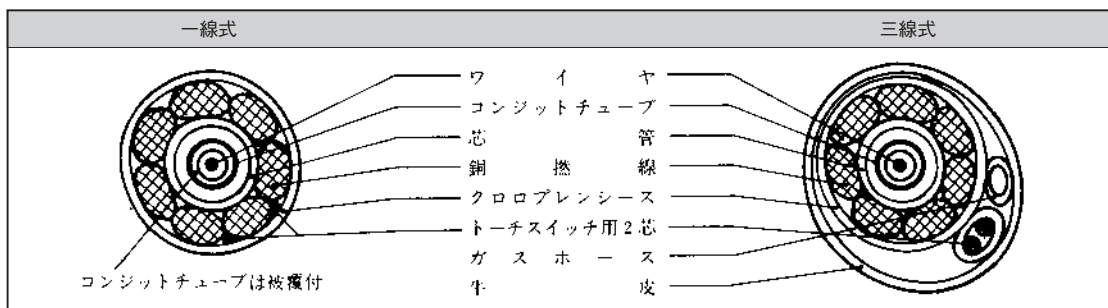 一線式
三線式
ワイヤ
コンジットチューブ
芯管
銅撚線
クロロプレンシース
トーチスイッチ用2芯
ガスホース
牛皮
コンジットチューブは被覆付